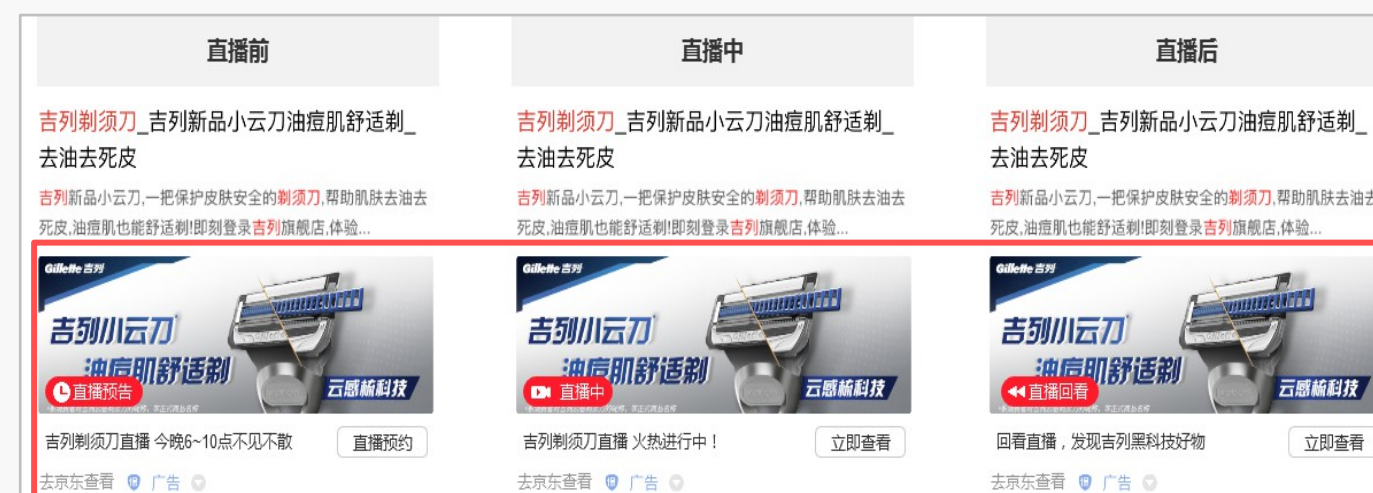 直播前
吉列剃须刀_吉列新品小云刀油痘肌舒适剃_
去油去死皮
吉列新品小云刀,一把保护皮肤安全的剃须刀,帮助肌肤去油去
死皮,油痘肌也能舒适剃!即刻登录吉列旗舰店,体验...
Gillette 吉列
吉列小云刀
油痘肌舒适剃
直播预告
云感梳科技
吉列剃须刀直播 今晚6~10点不见不散
直播预约
去京东查看 广告
直播中
吉列剃须刀_吉列新品小云刀油痘肌舒适剃_
去油去死皮
吉列新品小云刀,一把保护皮肤安全的剃须刀,帮助肌肤去油去
死皮,油痘肌也能舒适剃!即刻登录吉列旗舰店,体验...
Gillette 吉列
吉列小云刀
油痘肌舒适剃
直播中
云感梳科技
吉列剃须刀直播 火热进行中！
立即查看
去京东查看 广告
直播后
吉列剃须刀_吉列新品小云刀油痘肌舒适剃_
去油去死皮
吉列新品小云刀,一把保护皮肤安全的剃须刀,帮助肌肤去油去
死皮,油痘肌也能舒适剃!即刻登录吉列旗舰店,体验...
Gillette 吉列
吉列小云刀
油痘肌舒适剃
直播回看
云感梳科技
回看直播，发现吉列黑科技好物
立即查看
去京东查看 广告